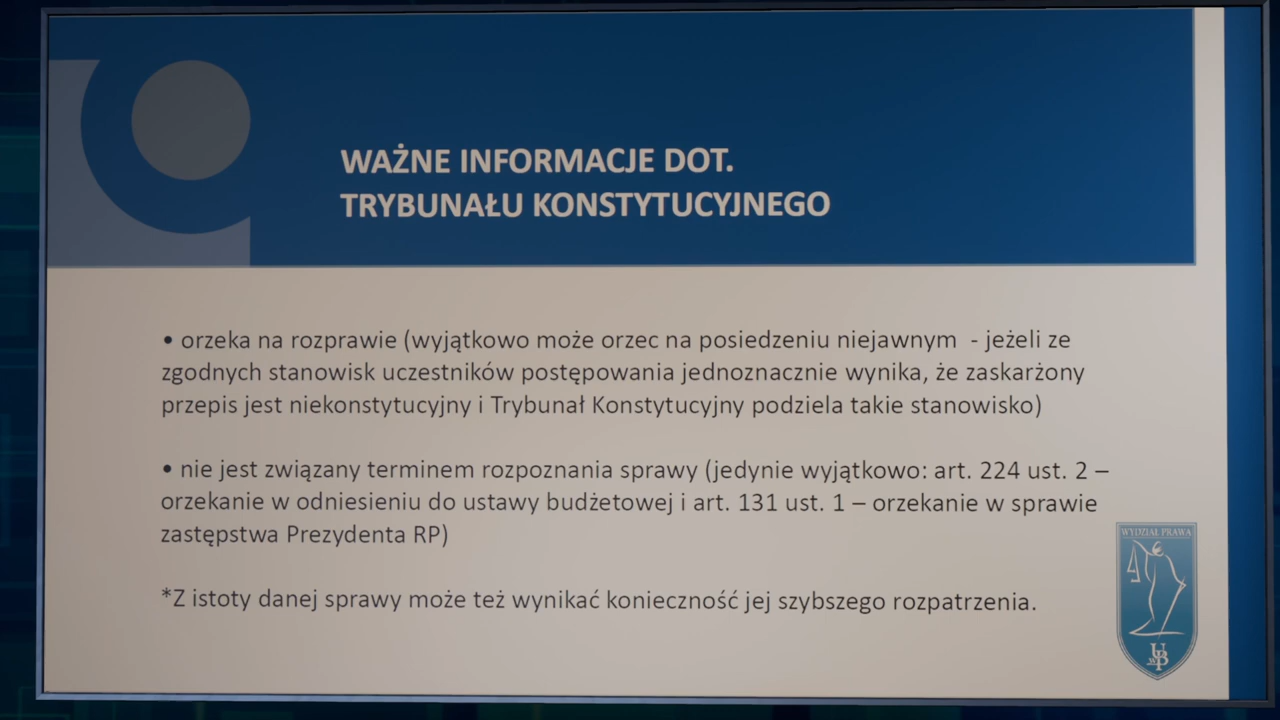 WAŻNE INFORMACJE DOT.
TRYBUNAŁU KONSTYTUCYJNEGO
• orzeka na rozprawie (wyjątkowo może orzec na posiedzeniu niejawnym - jeżeli ze
zgodnych stanowisk uczestników postępowania jednoznacznie wynika, że zaskarżony
przepis jest niekonstytucyjny i Trybunał Konstytucyjny podziela takie stanowisko)
• nie jest związany terminem rozpoznania sprawy (jedynie wyjątkowo: art. 224 ust. 2 –
orzekanie w odniesieniu do ustawy budżetowej i art. 131 ust. 1 – orzekanie w sprawie
zastępstwa Prezydenta RP)
*Z istoty danej sprawy może też wynikać konieczność jej szybszego rozpatrzenia.
WYDZIAŁ PRAWA
UwB